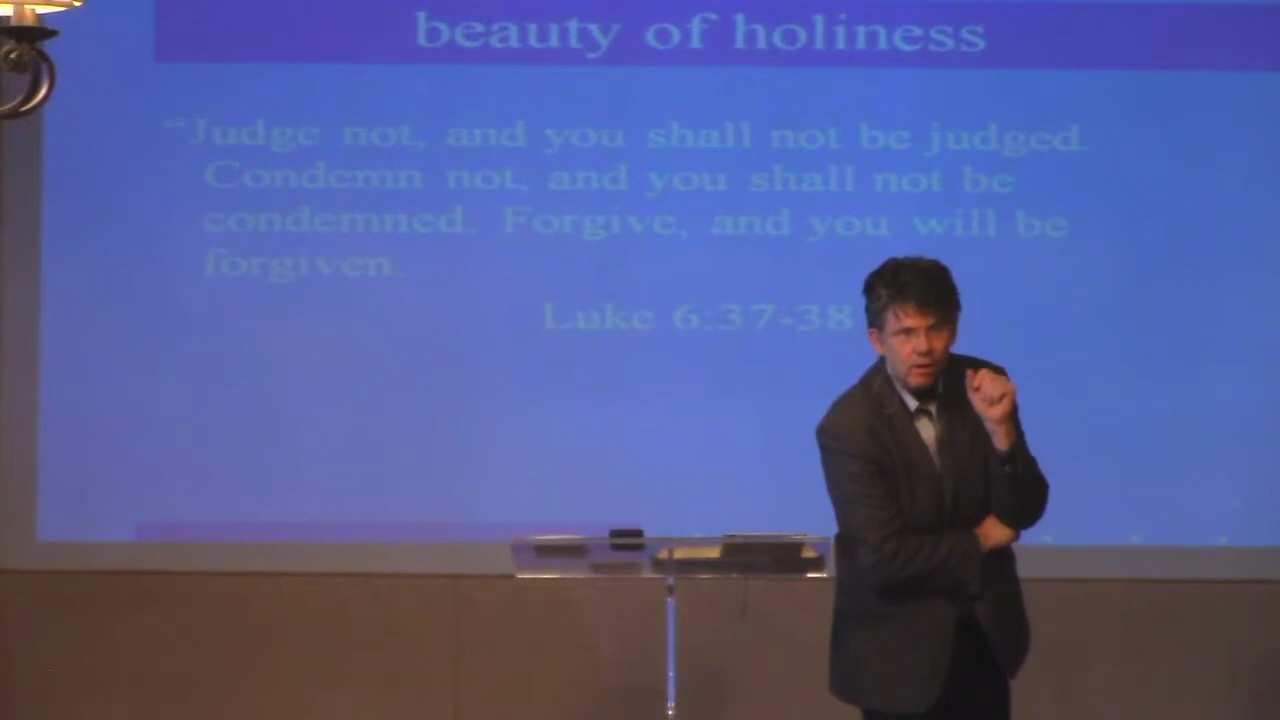 beauty of holiness
“Judge not, and you shall not be judged.
Condemn not, and you shall not be
condemned. Forgive, and you will be
forgiven.
Luke 6:37-38